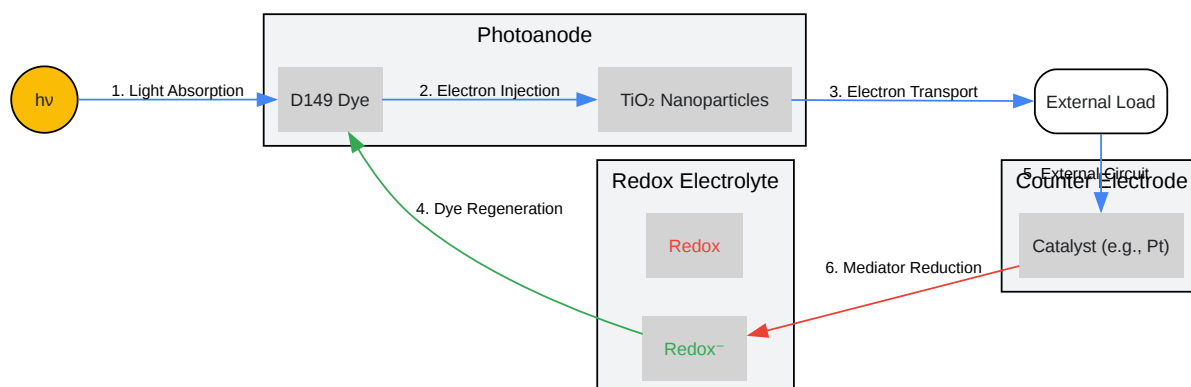 Photoanode
hν
1. Light Absorption
D149 Dye
2. Electron Injection
TiO₂ Nanoparticles
3. Electron Transport
External Load
Redox Electrolyte
5. External Circuit
Counter Electrode
4. Dye Regeneration
Redox
Catalyst (e.g., Pt)
6. Mediator Reduction
Redox⁻